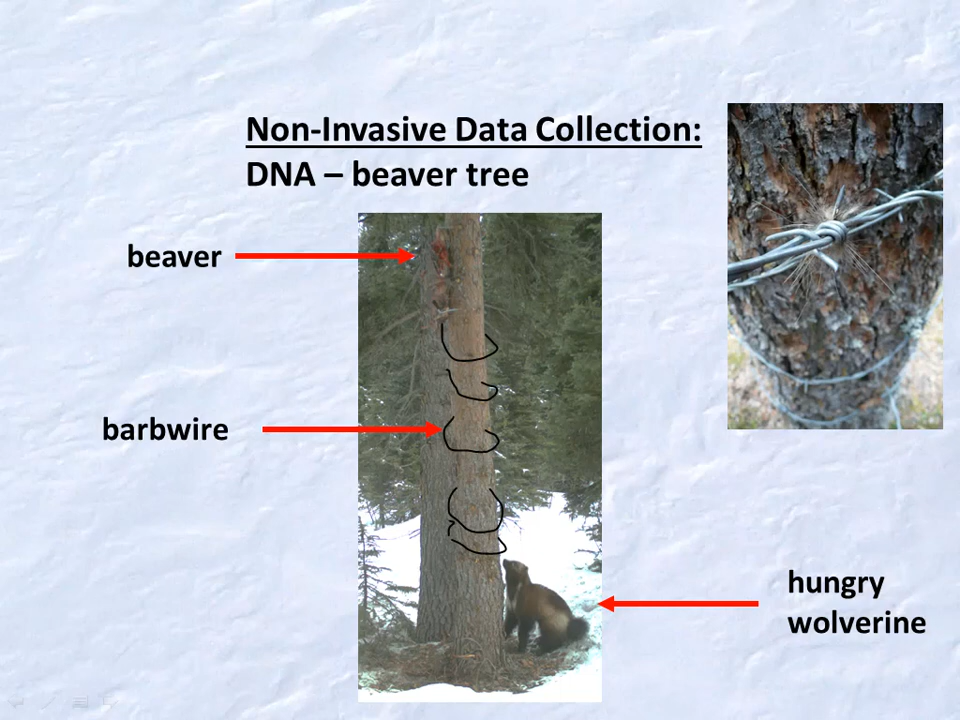 Non-Invasive Data Collection:
DNA – beaver tree
beaver
barbwire
hungry
wolverine